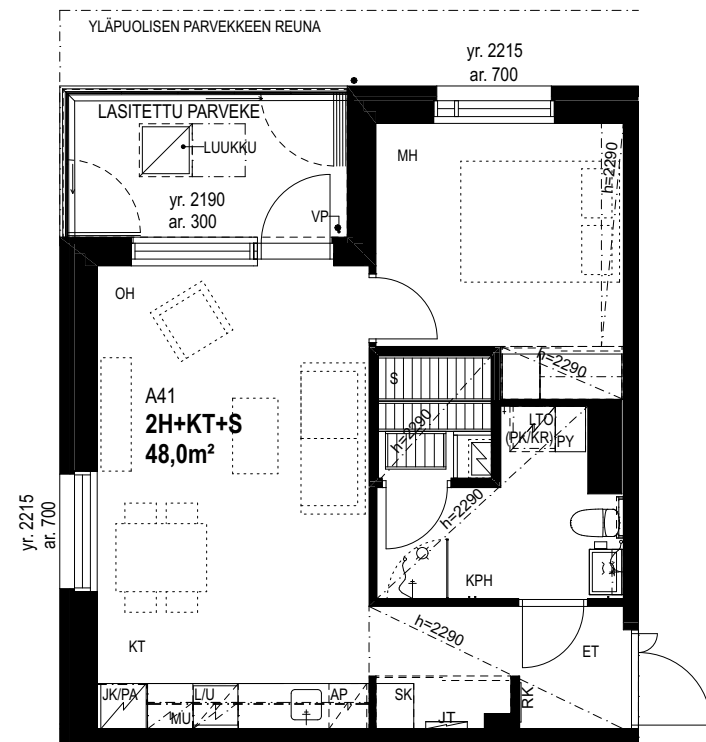 YLÄPUOLISEN PARVEKKEEN REUNA
yr. 2215
ar. 700
LASITETTU PARVEKE
LUUKKU
yr. 2190
ar. 300
VP
MH
h=2290
OH
A41
2H+KT+S
48,0m²
S
h=2290
h=2290
LTO
(PK/KR)
PY
h=2290
yr. 2215
ar. 700
KPH
KT
h=2290
ET
JK/PA
L/U
MU
AP
SK
JT
RK